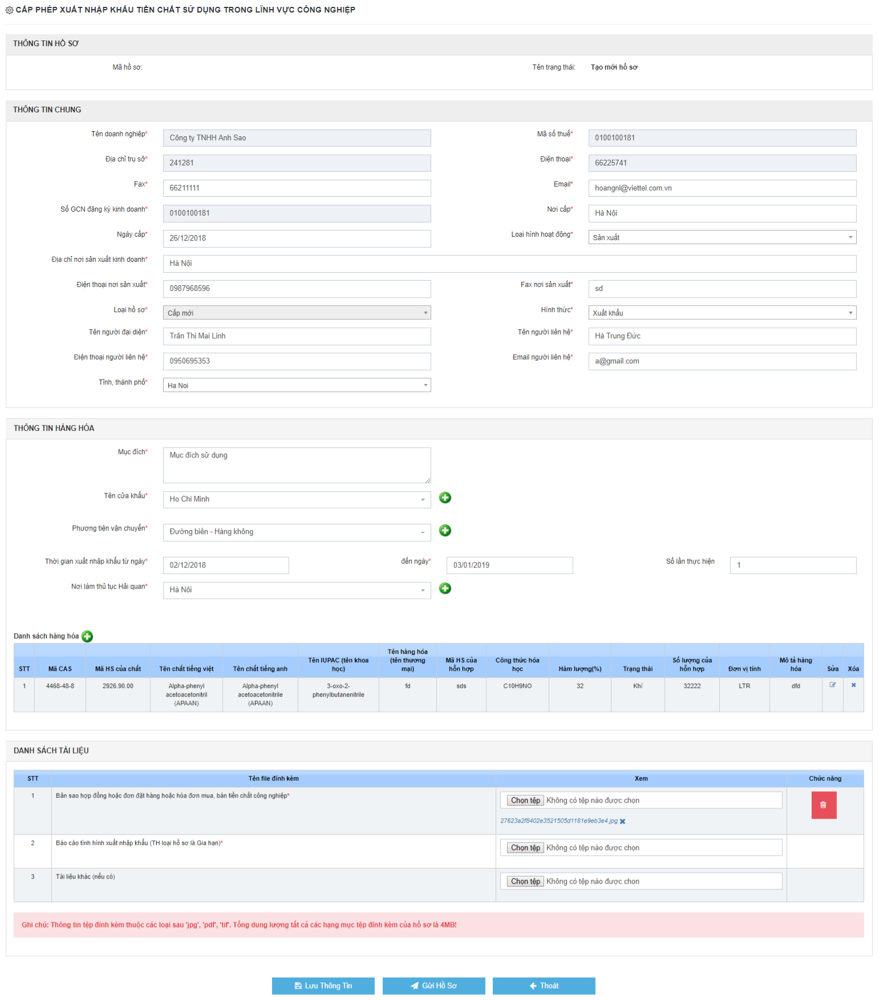 CẤP PHÉP XUẤT NHẬP KHẨU TIỀN CHẤT SỬ DỤNG TRONG LĨNH VỰC CÔNG NGHIỆP
THÔNG TIN HỒ SƠ
Mã hồ sơ: Tên trạng thái: Tạo mới hồ sơ
THÔNG TIN CHUNG
Tên doanh nghiệp* Công ty TNHH Anh Sao Mã số thuế* 0100100181
Địa chỉ trụ sở* 241281 Điện thoại* 66225741
Fax* 66211111 Email* hoangnl@viettel.com.vn
Số GCN đăng ký kinh doanh* 0100100181 Nơi cấp* Hà Nội
Ngày cấp* 26/12/2018 Loại hình hoạt động* Sản xuất
Địa chỉ nơi sản xuất kinh doanh* Hà Nội
Điện thoại nơi sản xuất* 0987968596 Fax nơi sản xuất* sd
Loại hồ sơ* Cấp mới Hình thức* Xuất khẩu
Tên người đại diện* Trân Thị Mai Linh Tên người liên hệ* Hà Trung Đức
Điện thoại người liên hệ* 0950695353 Email người liên hệ* a@gmail.com
Tỉnh, thành phố* Ha Noi
THÔNG TIN HÀNG HÓA
Mục đích* Mục đích sử dụng
Tên cửa khẩu* Ho Chi Minh
Phương tiện vận chuyển* Đường biên - Hàng không
Thời gian xuất nhập khẩu từ ngày* 02/12/2018 đến ngày* 03/01/2019 Số lần thực hiện 1
Nơi làm thủ tục Hải quan* Hà Nôi
Danh sách hàng hóa
STT Mã CAS Mã HS của chất Tên chất tiếng việt Tên chất tiếng anh Tên IUPAC (tên khoa học) Tên hàng hóa (tên thương mại) Mã HS của hỗn hợp Công thức hóa học Hàm lượng(%) Trạng thái Số lượng của hỗn hợp Đơn vị tính Mô tả hàng hóa Sửa Xóa
1 4468-48-8 2926.90.00 Alpha-phenyl acetoacetonitril (APAAN) Alpha-phenyl acetoacetonitrile (APAAN) 3-oxo-2-phenylbutanenitrile fd sds C10H9NO 32 Khí 32222 LTR dfd
DANH SÁCH TÀI LIỆU
STT Tên file đính kèm Xem Chức năng
1 Bản sao hợp đồng hoặc đơn đặt hàng hoặc hóa đơn mua, bán tiền chất công nghiệp* Chọn tệp Không có tệp nào được chọn
27623a2f8402e3521505d1181e9eb3e4.jpg
2 Báo cáo tình hình xuất nhập khẩu (TH loại hồ sơ là Gia hạn)* Chọn tệp Không có tệp nào được chọn
3 Tài liệu khác (nếu có) Chọn tệp Không có tệp nào được chọn
Ghi chú: Thông tin tệp đính kèm thuộc các loại sau 'jpg', 'pdf', 'tif'. Tổng dung lượng tất cả các hạng mục tệp đính kèm của hồ sơ là 4MB!
Lưu Thông Tin Gửi Hồ Sơ Thoát